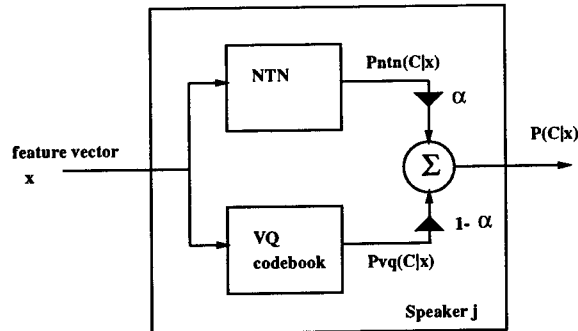 NTN
Pntn(C|x)
α
P(C|x)
feature vector
x
Σ
VQ
codebook
1- α
Pvq(C|x)
Speaker j